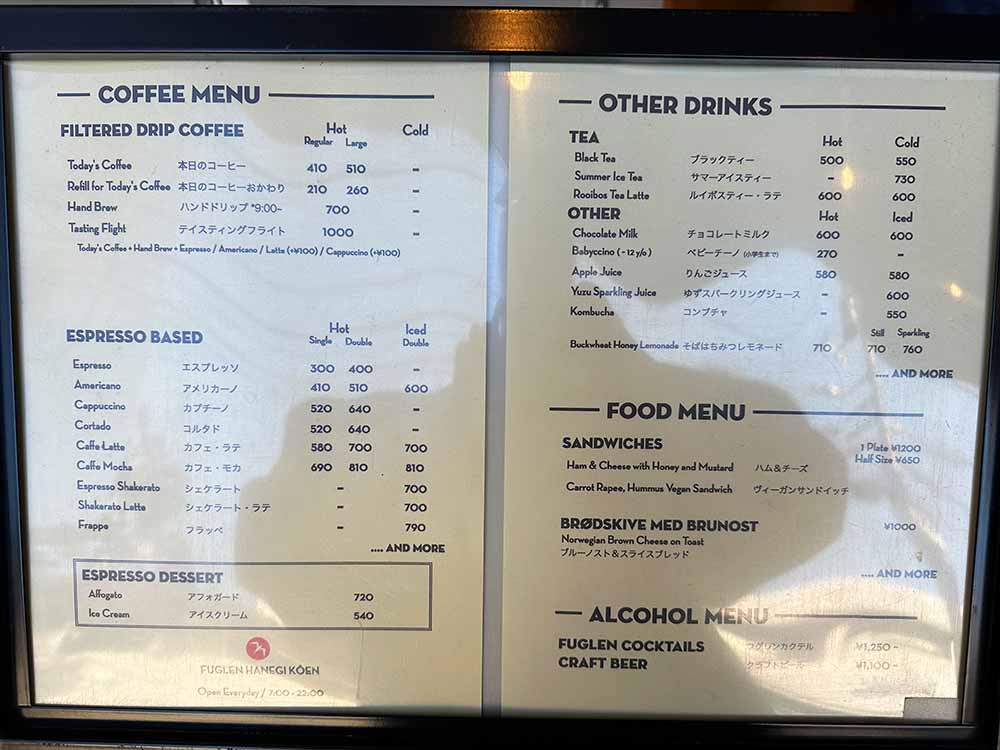 COFFEE MENU
FILTERED DRIP COFFEE Hot Cold
Regular Large
Today's Coffee 本日のコーヒー 410 510 -
Refill for Today's Coffee 本日のコーヒーおかわり 210 260 -
Hand Brew ハンドドリップ *9:00~ 700 -
Tasting Flight テイスティングフライト 1000 -
Today's Coffee + Hand Brew + Espresso / Americano / Latte (+¥100) / Cappuccino (+¥100)
ESPRESSO BASED Hot Iced
Single Double Double
Espresso エスプレッソ 300 400 -
Americano アメリカーノ 410 510 600
Cappuccino カプチーノ 520 640 -
Cortado コルタド 520 640 -
Caffe Latte カフェ・ラテ 580 700 700
Caffe Mocha カフェ・モカ 690 810 810
Espresso Shakerato シェケラート - 700
Shakerato Latte シェケラート・ラテ - 700
Frappe フラッペ - 790
.... AND MORE
ESPRESSO DESSERT
Affogato アフォガード 720
Ice Cream アイスクリーム 540
FUGLEN HANEGI KŌEN
Open Everyday / 7:00 - 22:00
OTHER DRINKS
TEA Hot Cold
Black Tea ブラックティー 500 550
Summer Ice Tea サマーアイスティー - 730
Rooibos Tea Latte ルイボスティー・ラテ 600 600
OTHER Hot Iced
Chocolate Milk チョコレートミルク 600 600
Babyccino ( - 12 y/o ) ベビーチーノ (小学生まで) 270 -
Apple Juice りんごジュース 580 580
Yuzu Sparkling Juice ゆずスパークリングジュース - 600
Kombucha コンブチャ - 550
Still Sparkling
Buckwheat Honey Lemonade そばはちみつレモネード 710 710 760
.... AND MORE
FOOD MENU
SANDWICHES 1 Plate ¥1200
Half Size ¥650
Ham & Cheese with Honey and Mustard ハム&チーズ
Carrot Rapee, Hummus Vegan Sandwich ヴィーガンサンドイッチ
BRØDSKIVE MED BRUNOST ¥1000
Norwegian Brown Cheese on Toast
ブルーノスト&スライスブレッド
.... AND MORE
ALCOHOL MENU
FUGLEN COCKTAILS フグレンカクテル ¥1,250 ~
CRAFT BEER クラフトビール ¥1,100 ~